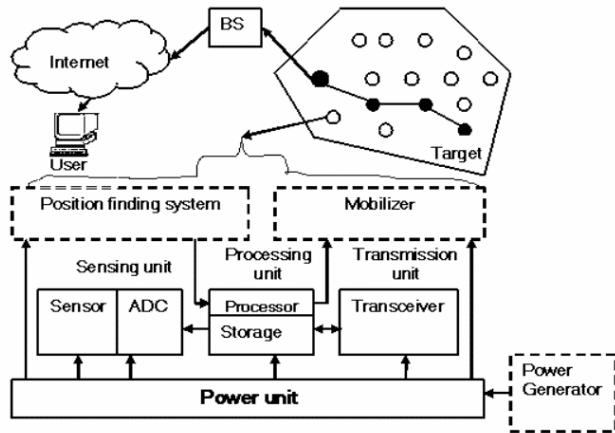 BS
Internet
User
Target
Position finding system
Mobilizer
Sensing unit
Processing
unit
Transmission
unit
Sensor
ADC
Processor
Storage
Transceiver
Power unit
Power
Generator